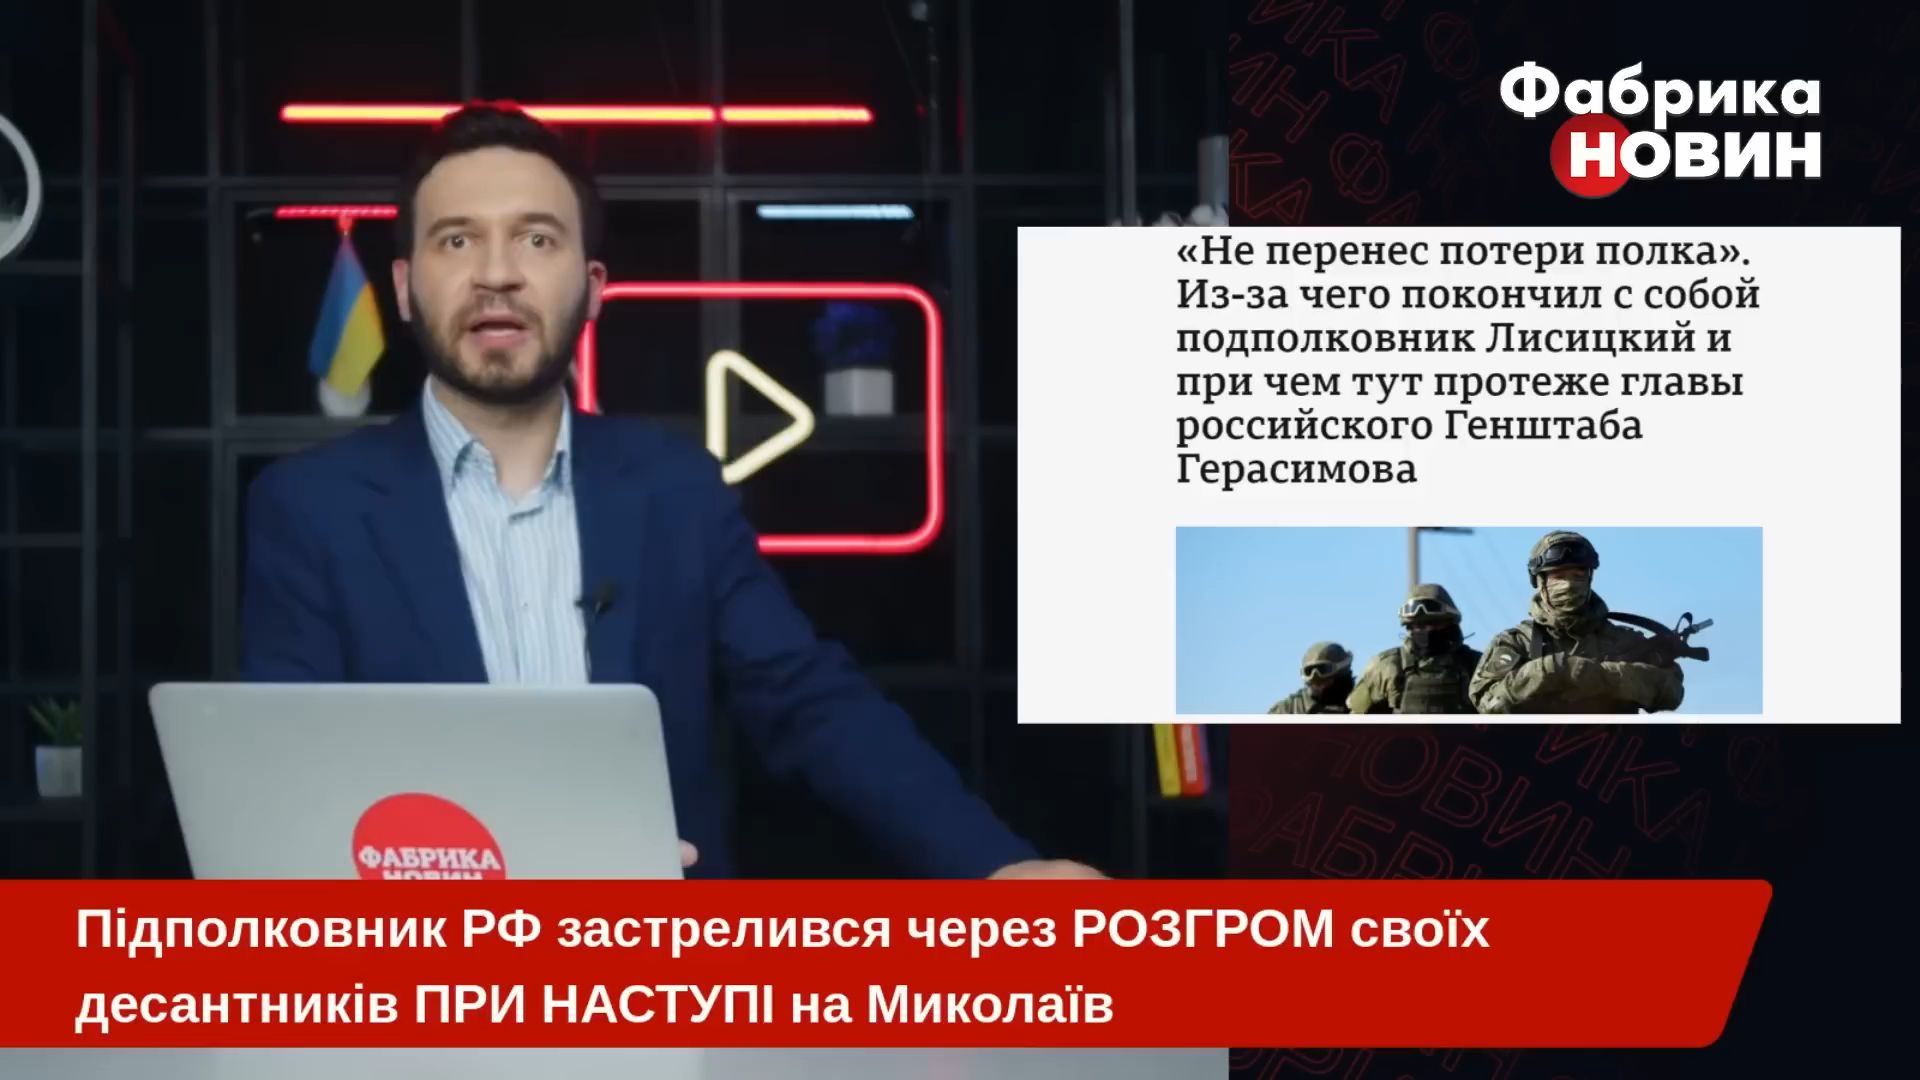 Фабрика
новин
«Не перенес потери полка».
Из-за чего покончил с собой
подполковник Лисицкий и
при чем тут протеже главы
российского Генштаба
Герасимова
ФАБРИКА
НОВИН
Підполковник РФ застрелився через РОЗГРОМ своїх
десантників ПРИ НАСТУПІ на Миколаїв